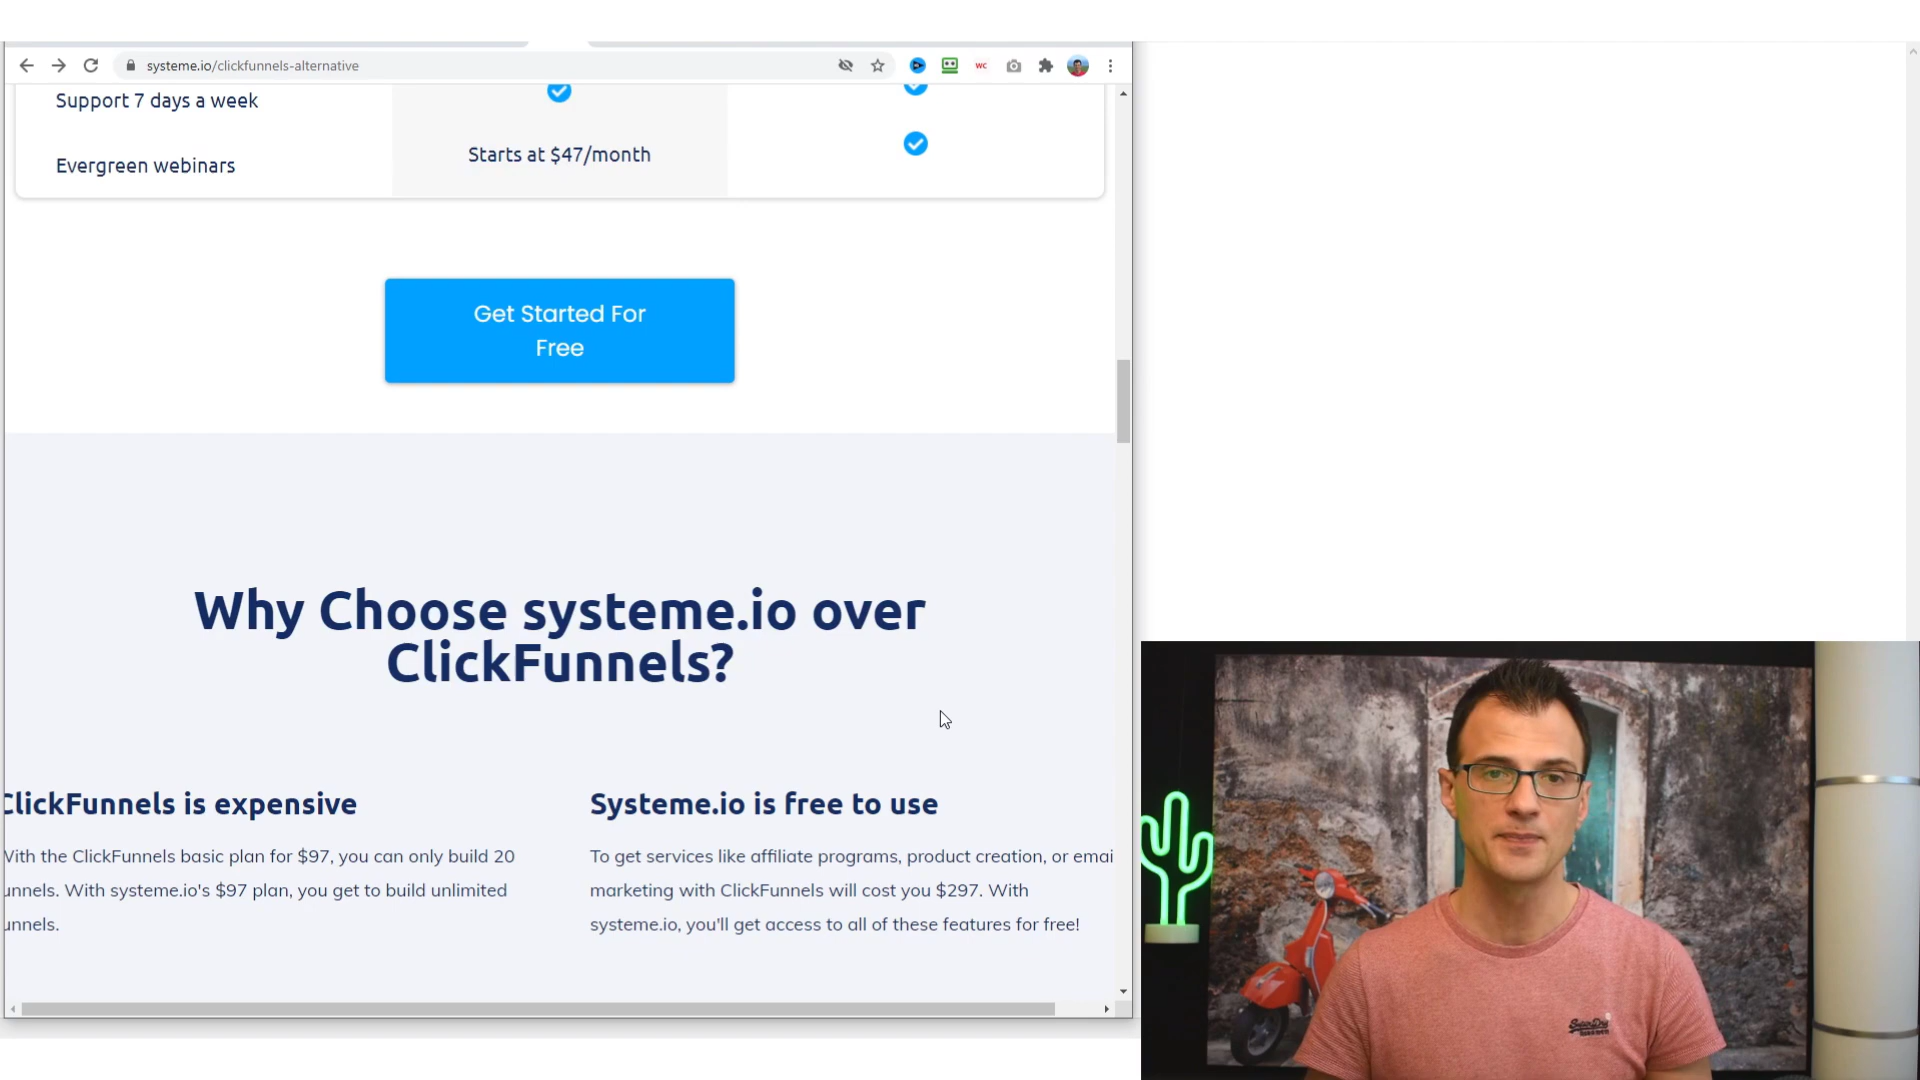 systeme.io/clickfunnels-alternative
WC
Support 7 days a week
Starts at $47/month
Evergreen webinars
Get Started For
Free
Why Choose systeme.io over
ClickFunnels?
ClickFunnels is expensive
With the ClickFunnels basic plan for $97, you can only build 20
unnels. With systeme.io's $97 plan, you get to build unlimited
unnels.
Systeme.io is free to use
To get services like affiliate programs, product creation, or emai
marketing with ClickFunnels will cost you $297. With
systeme.io, you'll get access to all of these features for free!